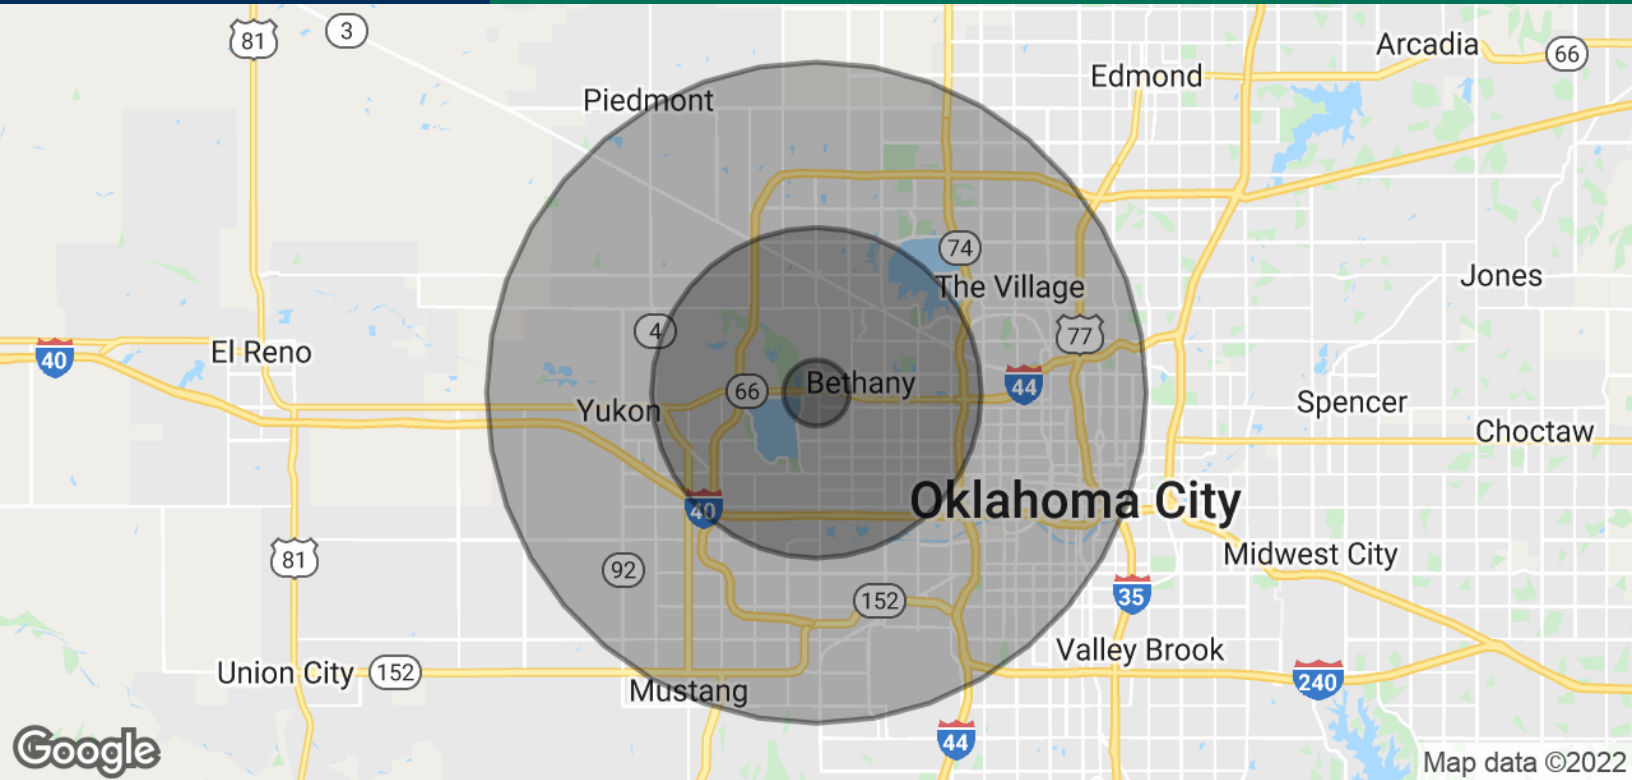 81
3
Arcadia
66
Edmond
Piedmont
74
Jones
The Village
4
77
El Reno
40
66
Bethany
44
Yukon
Spencer
Choctaw
Oklahoma City
40
81
Midwest City
92
152
35
Valley Brook
Union City
152
240
Mustang
44
Google
Map data ©2022